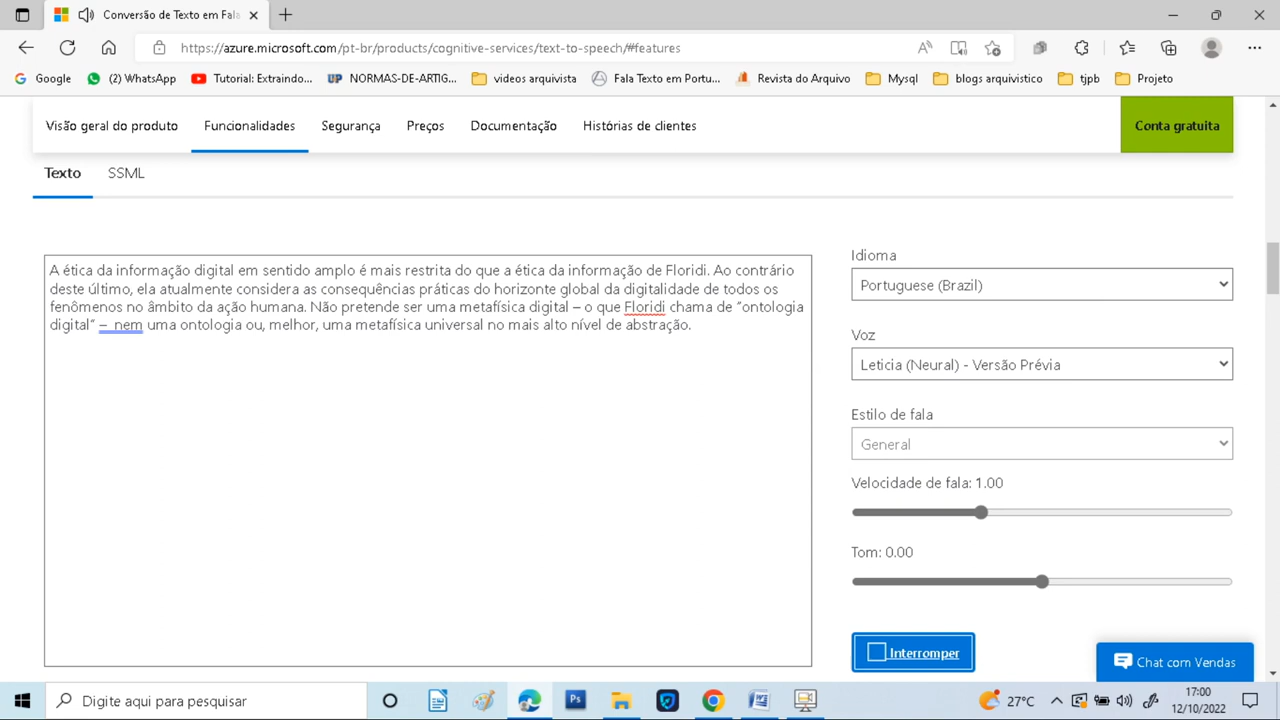 Conversão de Texto em Fala
https://azure.microsoft.com/pt-br/products/cognitive-services/text-to-speech/#features
Google
(2) WhatsApp
Tutorial: Extraindo...
UP NORMAS-DE-ARTIG...
videos arquivista
Fala Texto em Portu...
Revista do Arquivo
Mysql
blogs arquivistico
tjpb
Projeto
Visão geral do produto
Funcionalidades
Segurança
Preços
Documentação
Histórias de clientes
Conta gratuita
Texto
SSML
A ética da informação digital em sentido amplo é mais restrita do que a ética da informação de Floridi. Ao contrário
deste último, ela atualmente considera as consequências práticas do horizonte global da digitalidade de todos os
fenômenos no âmbito da ação humana. Não pretende ser uma metafísica digital – o que Floridi chama de “ontologia
digital” –  nem uma ontologia ou, melhor, uma metafísica universal no mais alto nível de abstração.
Idioma
Portuguese (Brazil)
Voz
Leticia (Neural) - Versão Prévia
Estilo de fala
General
Velocidade de fala: 1.00
Tom: 0.00
Interromper
Chat com Vendas
Digite aqui para pesquisar
Ps
27°C
17:00
12/10/2022